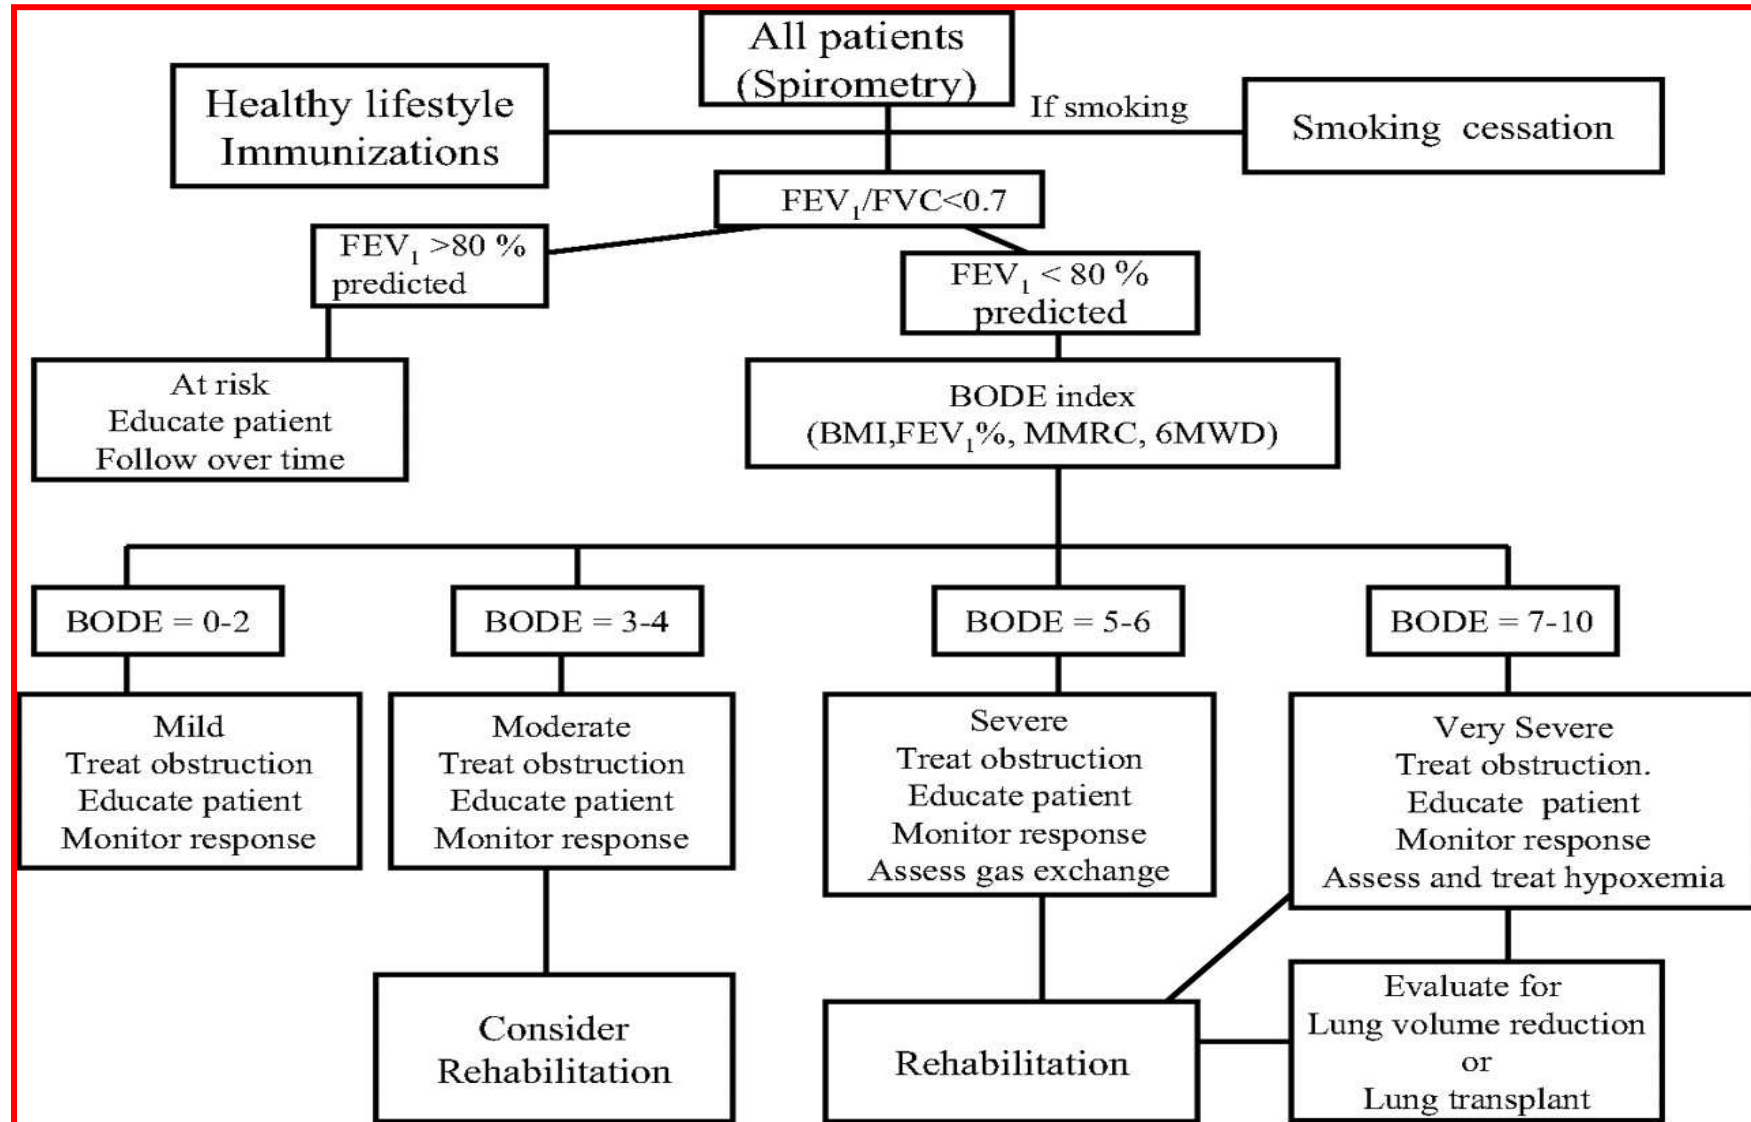 All patients
(Spirometry)
Healthy lifestyle
Immunizations
If smoking
Smoking cessation
FEV₁/FVC<0.7
FEV₁ >80 %
predicted
FEV₁ < 80 %
predicted
At risk
Educate patient
Follow over time
BODE index
(BMI,FEV₁%, MMRC, 6MWD)
BODE = 0-2
BODE = 3-4
BODE = 5-6
BODE = 7-10
Mild
Treat obstruction
Educate patient
Monitor response
Moderate
Treat obstruction
Educate patient
Monitor response
Severe
Treat obstruction
Educate patient
Monitor response
Assess gas exchange
Very Severe
Treat obstruction.
Educate patient
Monitor response
Assess and treat hypoxemia
Consider
Rehabilitation
Rehabilitation
Evaluate for
Lung volume reduction
or
Lung transplant